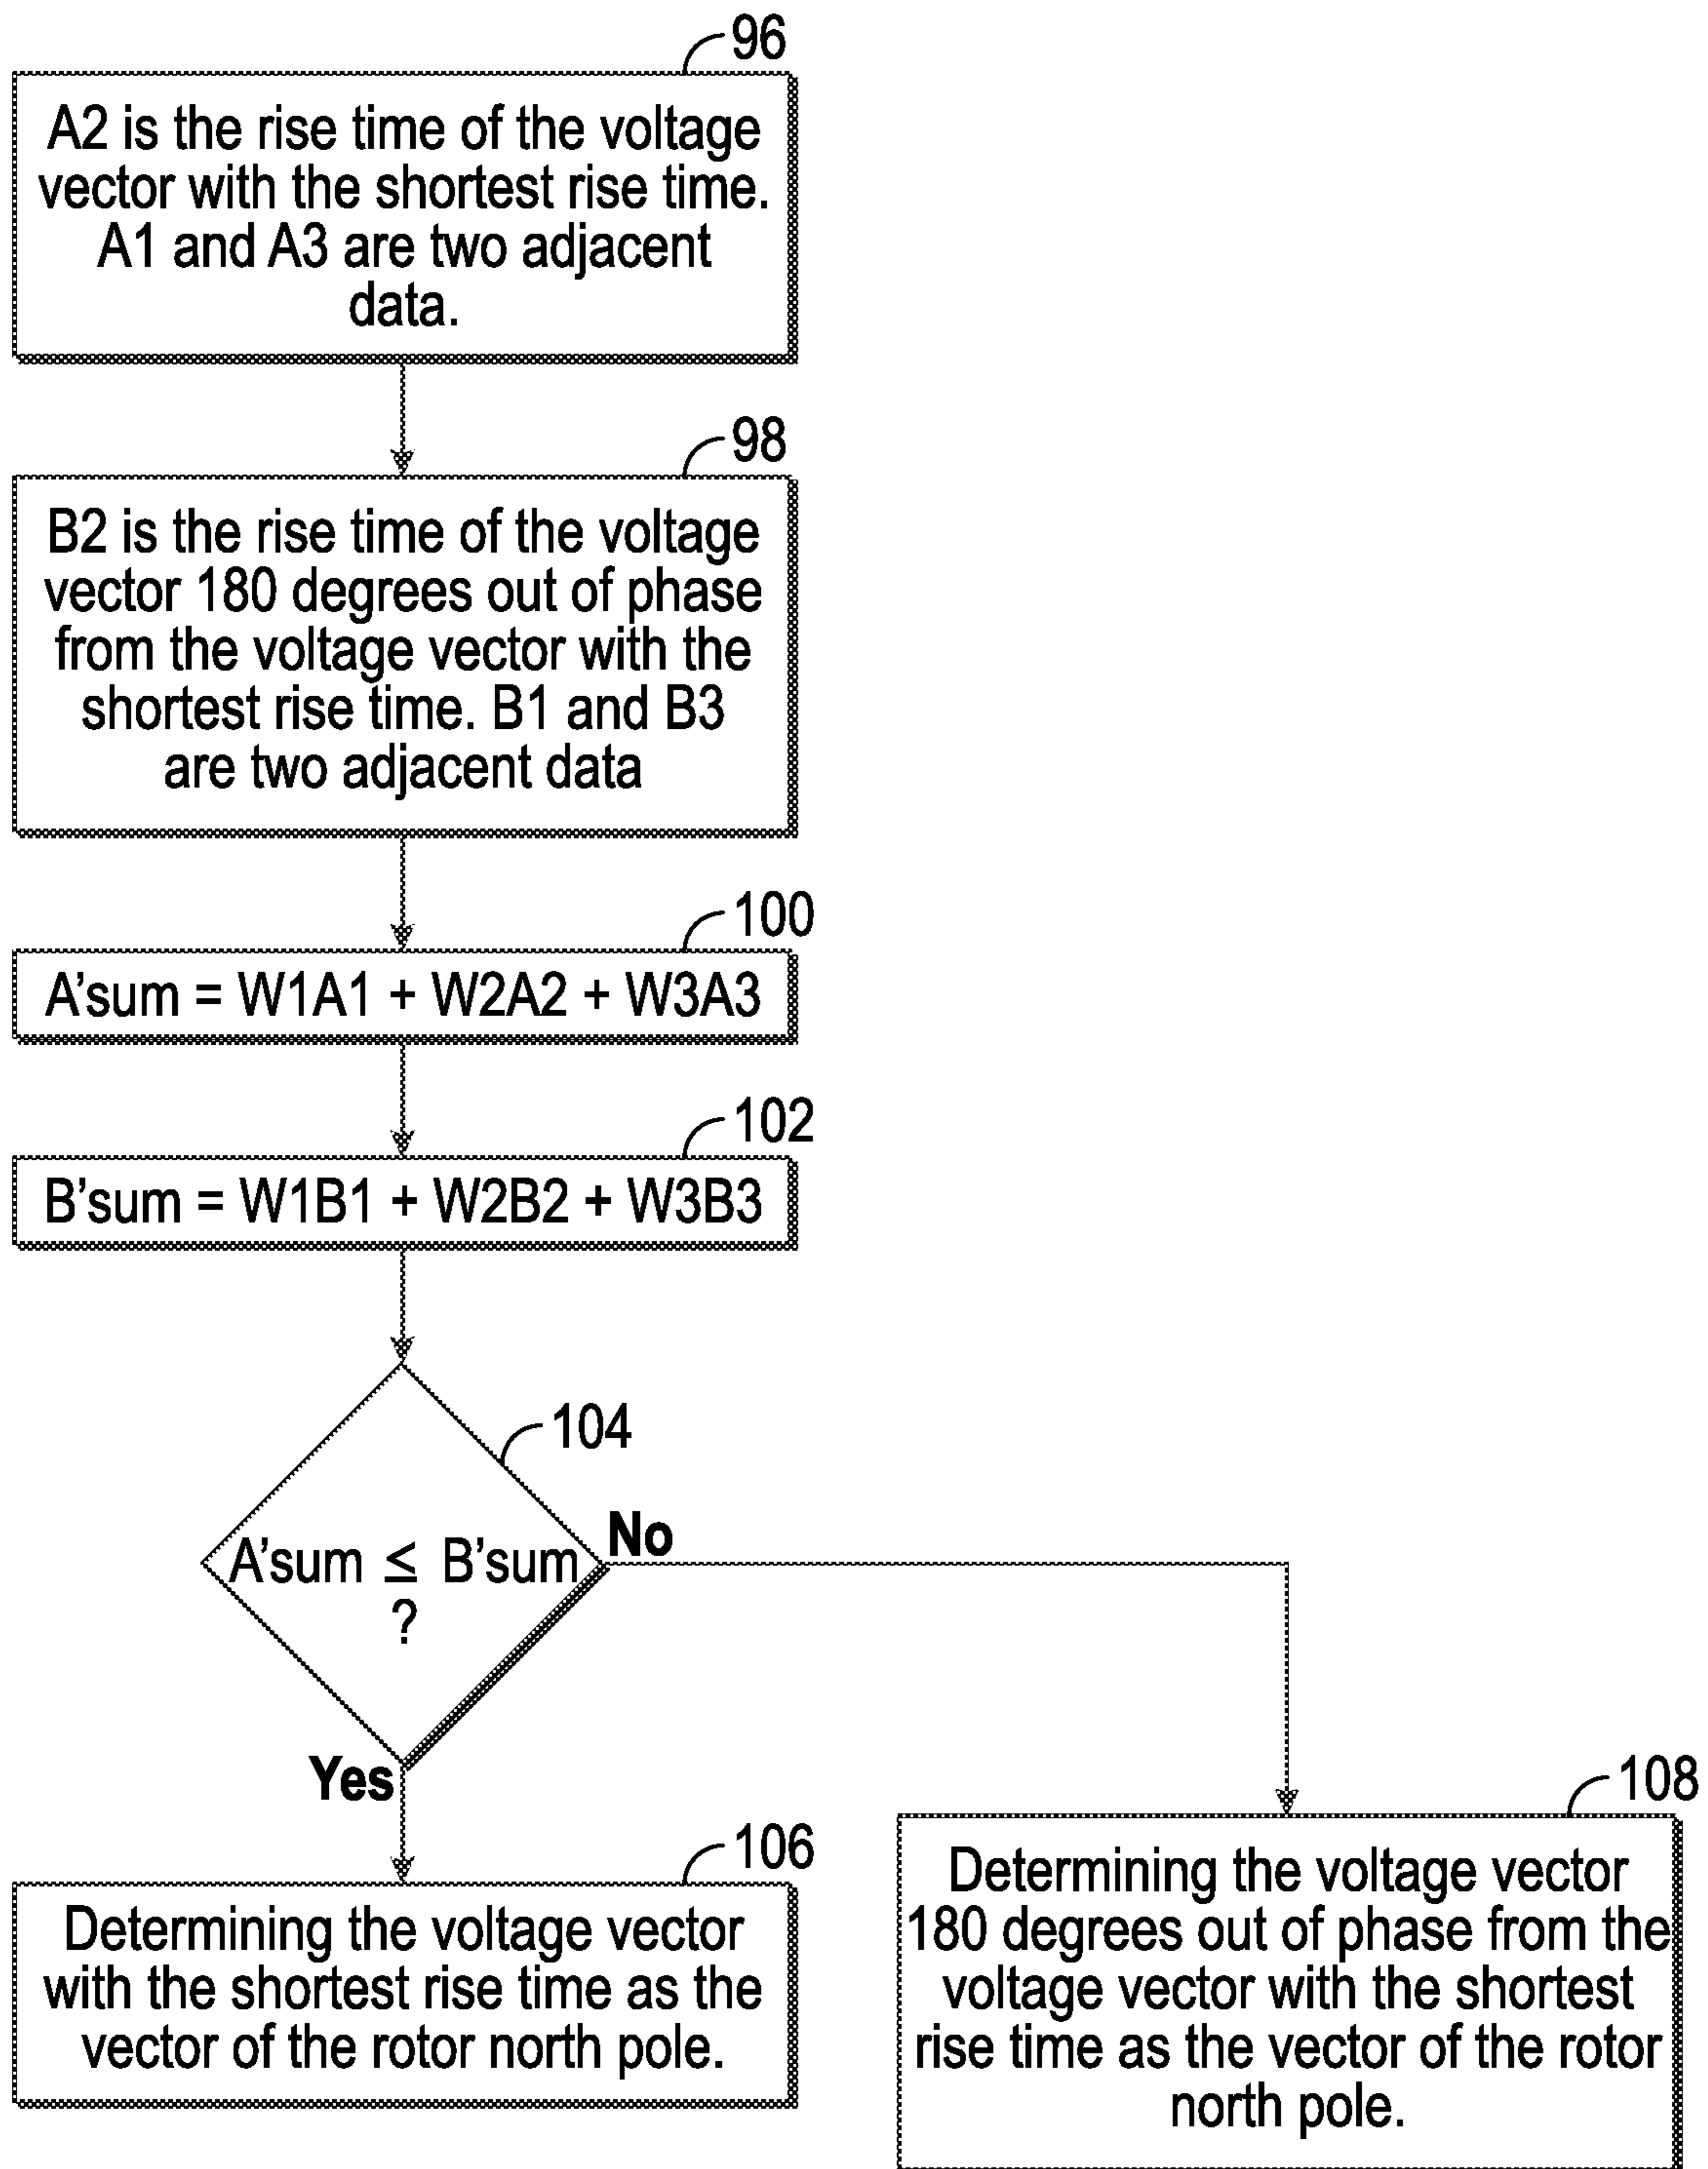 96
A2 is the rise time of the voltage
vector with the shortest rise time.
A1 and A3 are two adjacent
data.
98
B2 is the rise time of the voltage
vector 180 degrees out of phase
from the voltage vector with the
shortest rise time. B1 and B3
are two adjacent data
100
A’sum = W1A1 + W2A2 + W3A3
102
B’sum = W1B1 + W2B2 + W3B3
104
A’sum ≤ B’sum
?
No
Yes
106
Determining the voltage vector
with the shortest rise time as the
vector of the rotor north pole.
108
Determining the voltage vector
180 degrees out of phase from the
voltage vector with the shortest
rise time as the vector of the rotor
north pole.